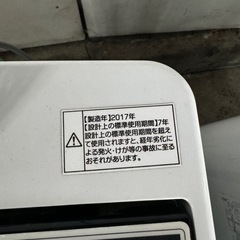 【製造年】2017年
【設計上の標準使用期間】7年
設計上の標準使用期間を超え
て使用されますと、経年劣化に
よる発火・けが等の事故に至る
おそれがあります。